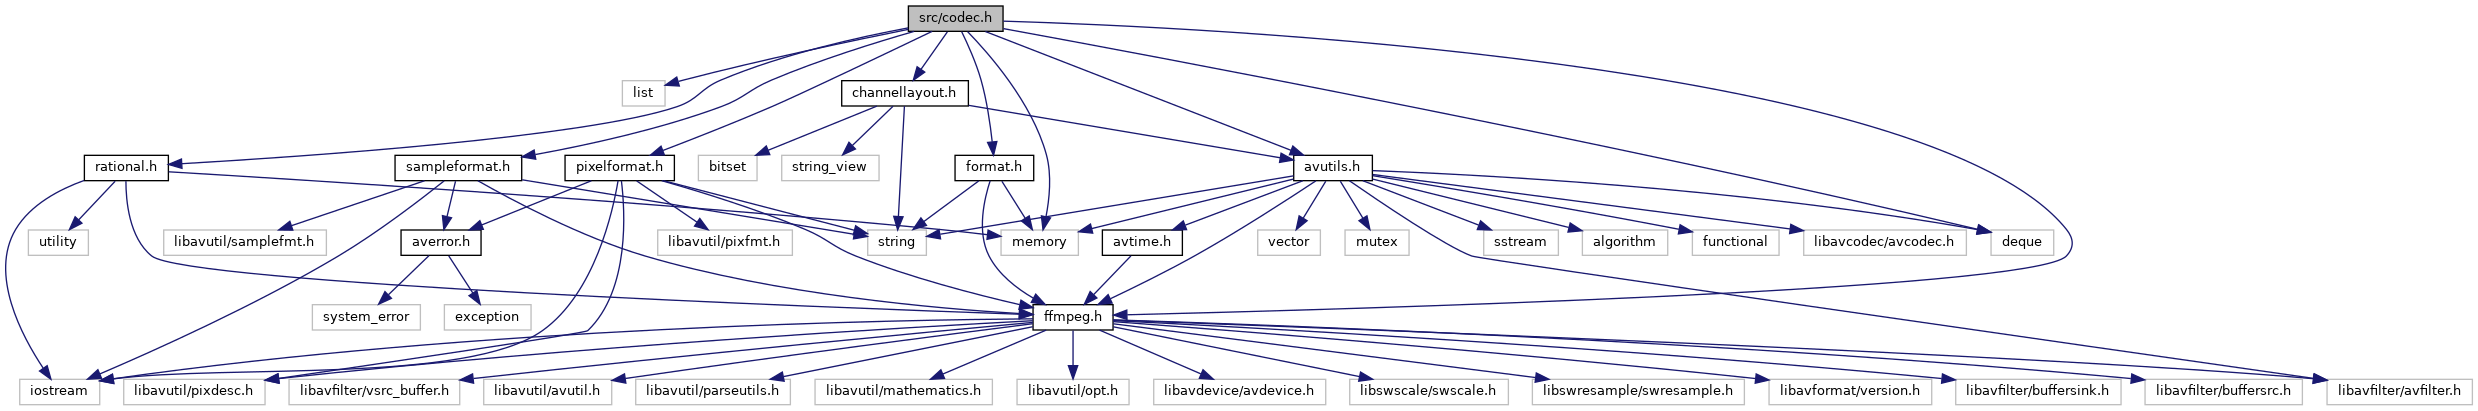 src/codec.h
list
channellayout.h
rational.h
sampleformat.h
pixelformat.h
bitset
string_view
format.h
avutils.h
utility
libavutil/samplefmt.h
averror.h
libavutil/pixfmt.h
string
memory
avtime.h
vector
mutex
sstream
algorithm
functional
libavcodec/avcodec.h
deque
system_error
exception
ffmpeg.h
iostream
libavutil/pixdesc.h
libavfilter/vsrc_buffer.h
libavutil/avutil.h
libavutil/parseutils.h
libavutil/mathematics.h
libavutil/opt.h
libavdevice/avdevice.h
libswscale/swscale.h
libswresample/swresample.h
libavformat/version.h
libavfilter/buffersink.h
libavfilter/buffersrc.h
libavfilter/avfilter.h